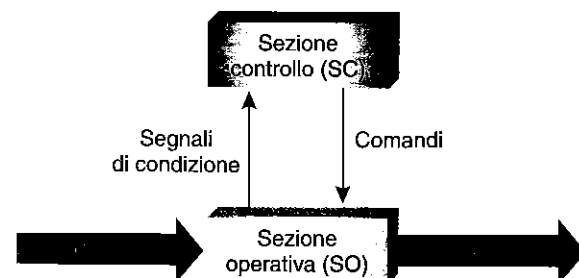 Sezione
controllo (SC)
Segnali
di condizione
Comandi
Sezione
operativa (SO)